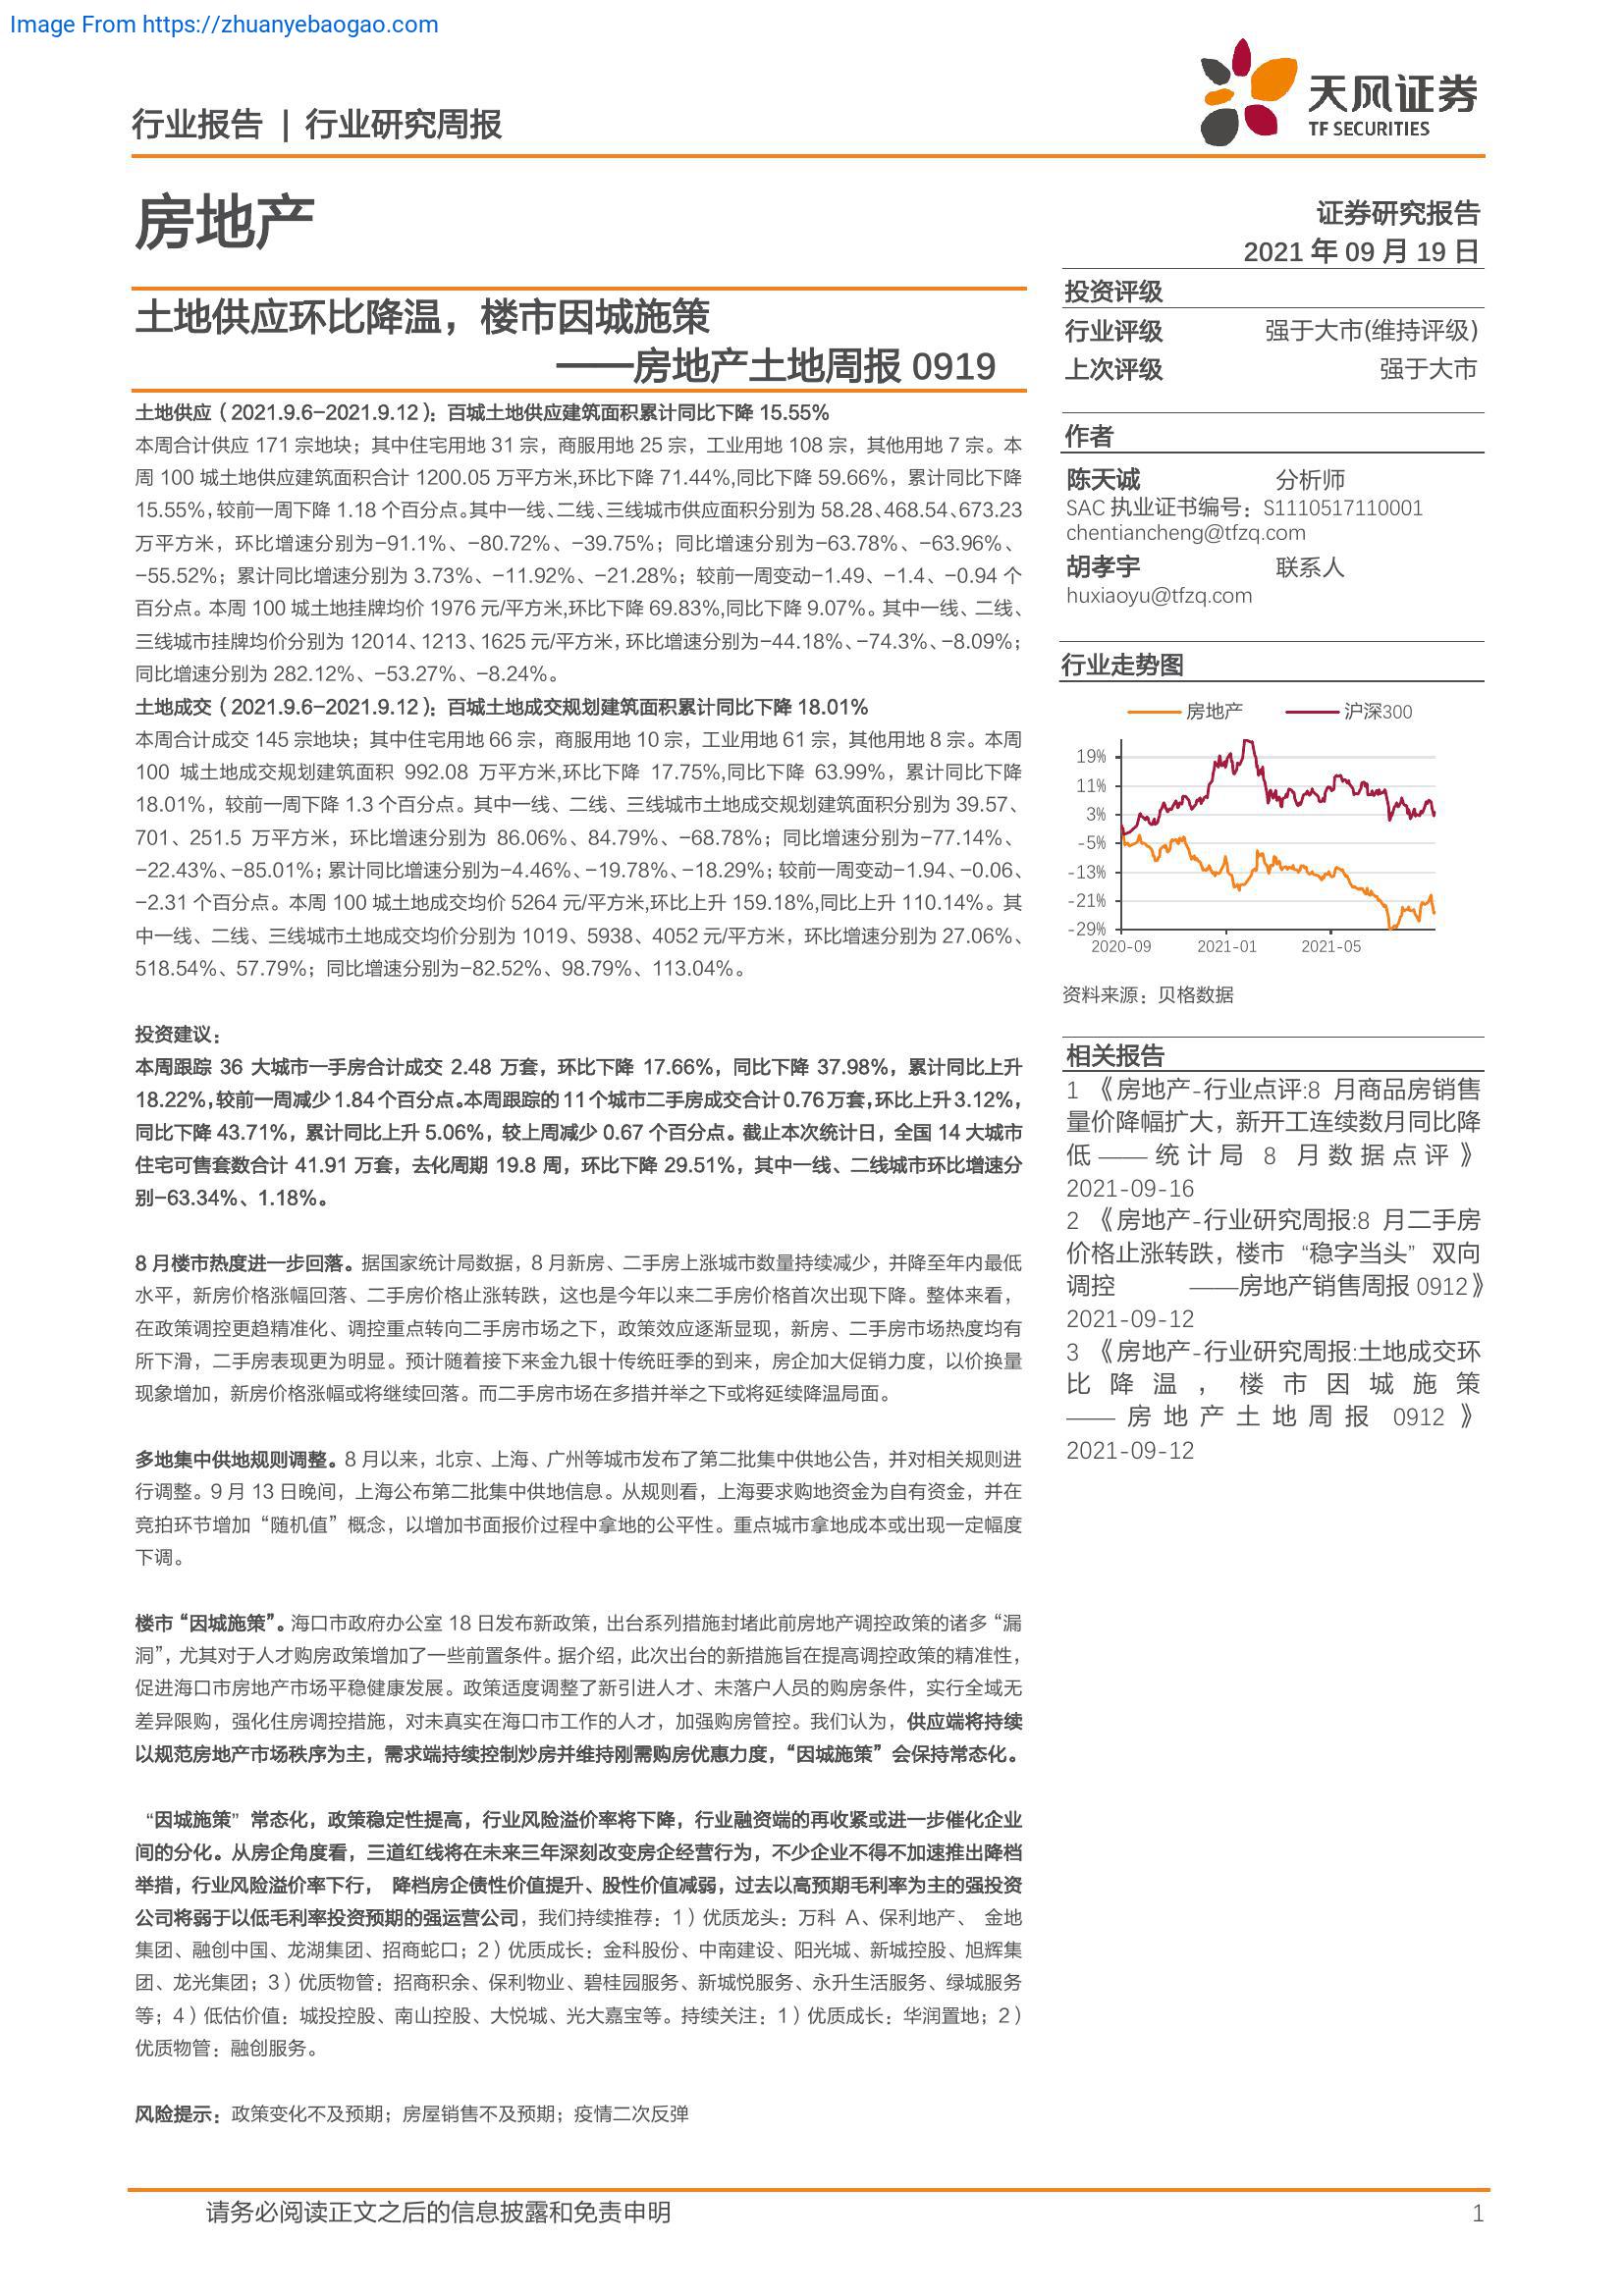 Image From https://zhuanyebaogao.com
行业报告 | 行业研究周报
天风证券
TF SECURITIES
房地产
证券研究报告
2021 年 09 月 19 日
土地供应环比降温，楼市因城施策
——房地产土地周报 0919
土地供应（2021.9.6-2021.9.12）：百城土地供应建筑面积累计同比下降 15.55%
本周合计供应 171 宗地块；其中住宅用地 31 宗，商服用地 25 宗，工业用地 108 宗，其他用地 7 宗。本
周 100 城土地供应建筑面积合计 1200.05 万平方米,环比下降 71.44%,同比下降 59.66%，累计同比下降
15.55%，较前一周下降 1.18 个百分点。其中一线、二线、三线城市供应面积分别为 58.28、468.54、673.23
万平方米，环比增速分别为-91.1%、-80.72%、-39.75%；同比增速分别为-63.78%、-63.96%、
-55.52%；累计同比增速分别为 3.73%、-11.92%、-21.28%；较前一周变动-1.49、-1.4、-0.94 个
百分点。本周 100 城土地挂牌均价 1976 元/平方米,环比下降 69.83%,同比下降 9.07%。其中一线、二线、
三线城市挂牌均价分别为 12014、1213、1625 元/平方米，环比增速分别为-44.18%、-74.3%、-8.09%；
同比增速分别为 282.12%、-53.27%、-8.24%。
土地成交（2021.9.6-2021.9.12）：百城土地成交规划建筑面积累计同比下降 18.01%
本周合计成交 145 宗地块；其中住宅用地 66 宗，商服用地 10 宗，工业用地 61 宗，其他用地 8 宗。本周
100 城土地成交规划建筑面积 992.08 万平方米,环比下降 17.75%,同比下降 63.99%，累计同比下降
18.01%，较前一周下降 1.3 个百分点。其中一线、二线、三线城市土地成交规划建筑面积分别为 39.57、
701、251.5 万平方米，环比增速分别为 86.06%、84.79%、-68.78%；同比增速分别为-77.14%、
-22.43%、-85.01%；累计同比增速分别为-4.46%、-19.78%、-18.29%；较前一周变动-1.94、-0.06、
-2.31 个百分点。本周 100 城土地成交均价 5264 元/平方米,环比上升 159.18%,同比上升 110.14%。其
中一线、二线、三线城市土地成交均价分别为 1019、5938、4052 元/平方米，环比增速分别为 27.06%、
518.54%、57.79%；同比增速分别为-82.52%、98.79%、113.04%。
投资建议：
本周跟踪 36 大城市一手房合计成交 2.48 万套，环比下降 17.66%，同比下降 37.98%，累计同比上升
18.22%，较前一周减少 1.84 个百分点。本周跟踪的 11 个城市二手房成交合计 0.76 万套，环比上升 3.12%，
同比下降 43.71%，累计同比上升 5.06%，较上周减少 0.67 个百分点。截止本次统计日，全国 14 大城市
住宅可售套数合计 41.91 万套，去化周期 19.8 周，环比下降 29.51%，其中一线、二线城市环比增速分
别-63.34%、1.18%。
8 月楼市热度进一步回落。据国家统计局数据，8 月新房、二手房上涨城市数量持续减少，并降至年内最低
水平，新房价格涨幅回落、二手房价格止涨转跌，这也是今年以来二手房价格首次出现下降。整体来看，
在政策调控更趋精准化、调控重点转向二手房市场之下，政策效应逐渐显现，新房、二手房市场热度均有
所下滑，二手房表现更为明显。预计随着接下来金九银十传统旺季的到来，房企加大促销力度，以价换量
现象增加，新房价格涨幅或将继续回落。而二手房市场在多措并举之下或将延续降温局面。
多地集中供地规则调整。8 月以来，北京、上海、广州等城市发布了第二批集中供地公告，并对相关规则进
行调整。9 月 13 日晚间，上海公布第二批集中供地信息。从规则看，上海要求购地资金为自有资金，并在
竞拍环节增加“随机值”概念，以增加书面报价过程中拿地的公平性。重点城市拿地成本或出现一定幅度
下调。
楼市“因城施策”。海口市政府办公室 18 日发布新政策，出台系列措施封堵此前房地产调控政策的诸多“漏
洞”，尤其对于人才购房政策增加了一些前置条件。据介绍，此次出台的新措施旨在提高调控政策的精准性，
促进海口市房地产市场平稳健康发展。政策适度调整了新引进人才、未落户人员的购房条件，实行全域无
差异限购，强化住房调控措施，对未真实在海口市工作的人才，加强购房管控。我们认为，供应端将持续
以规范房地产市场秩序为主，需求端持续控制炒房并维持刚需购房优惠力度，“因城施策”会保持常态化。
“因城施策”常态化，政策稳定性提高，行业风险溢价率将下降，行业融资端的再收紧或进一步催化企业
间的分化。从房企角度看，三道红线将在未来三年深刻改变房企经营行为，不少企业不得不加速推出降档
举措，行业风险溢价率下行， 降档房企债性价值提升、股性价值减弱，过去以高预期毛利率为主的强投资
公司将弱于以低毛利率投资预期的强运营公司，我们持续推荐：1）优质龙头：万科 A、保利地产、 金地
集团、融创中国、龙湖集团、招商蛇口；2）优质成长：金科股份、中南建设、阳光城、新城控股、旭辉集
团、龙光集团；3）优质物管：招商积余、保利物业、碧桂园服务、新城悦服务、永升生活服务、绿城服务
等；4）低估价值：城投控股、南山控股、大悦城、光大嘉宝等。持续关注：1）优质成长：华润置地；2）
优质物管：融创服务。
风险提示：政策变化不及预期；房屋销售不及预期；疫情二次反弹
投资评级
行业评级 强于大市(维持评级)
上次评级 强于大市
作者
陈天诚 分析师
SAC 执业证书编号：S1110517110001
chentiancheng@tfzq.com
胡孝宇 联系人
huxiaoyu@tfzq.com
行业走势图
房地产 沪深300
19%
11%
3%
-5%
-13%
-21%
-29%
2020-09 2021-01 2021-05
资料来源：贝格数据
相关报告
1 《房地产-行业点评:8 月商品房销售
量价降幅扩大，新开工连续数月同比降
低——统计局 8 月数据点评》
2021-09-16
2 《房地产-行业研究周报:8 月二手房
价格止涨转跌，楼市“稳字当头”双向
调控 ——房地产销售周报 0912》
2021-09-12
3 《房地产-行业研究周报:土地成交环
比降温，楼市因城施策
——房地产土地周报 0912》
2021-09-12
请务必阅读正文之后的信息披露和免责申明 1